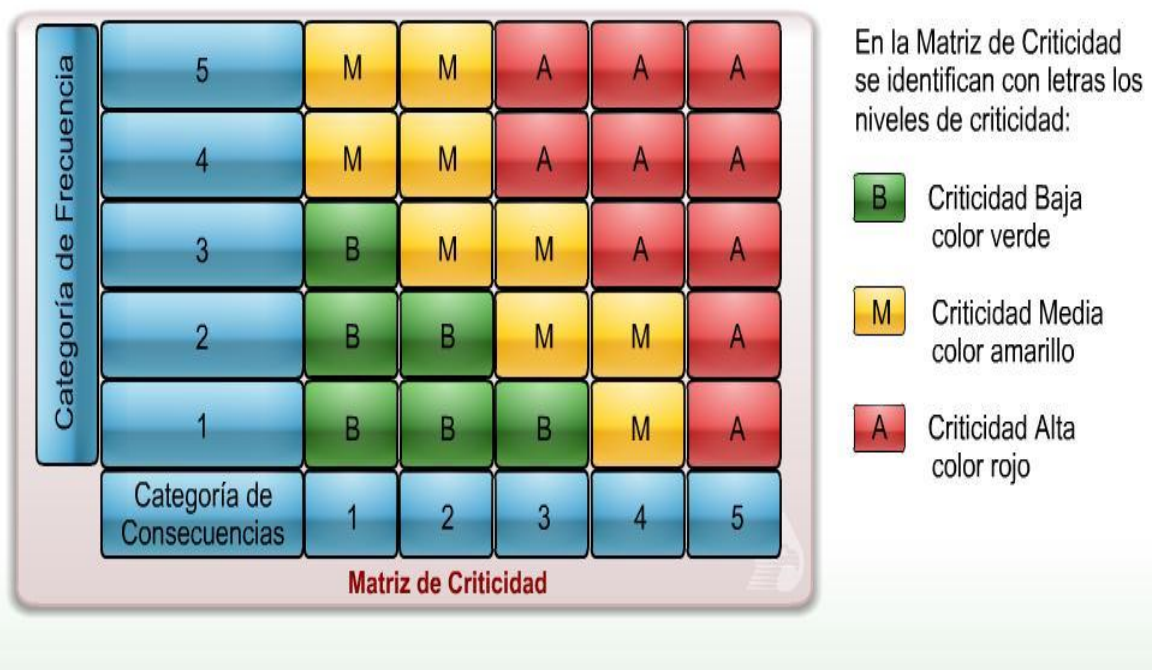 Categoría de Frecuencia
5 M M A A A
4 M M A A A
3 B M M A A
2 B B M M A
1 B B B M A
Categoría de
Consecuencias
1 2 3 4 5
Matriz de Criticidad
En la Matriz de Criticidad
se identifican con letras los
niveles de criticidad:
B Criticidad Baja
color verde
M Criticidad Media
color amarillo
A Criticidad Alta
color rojo